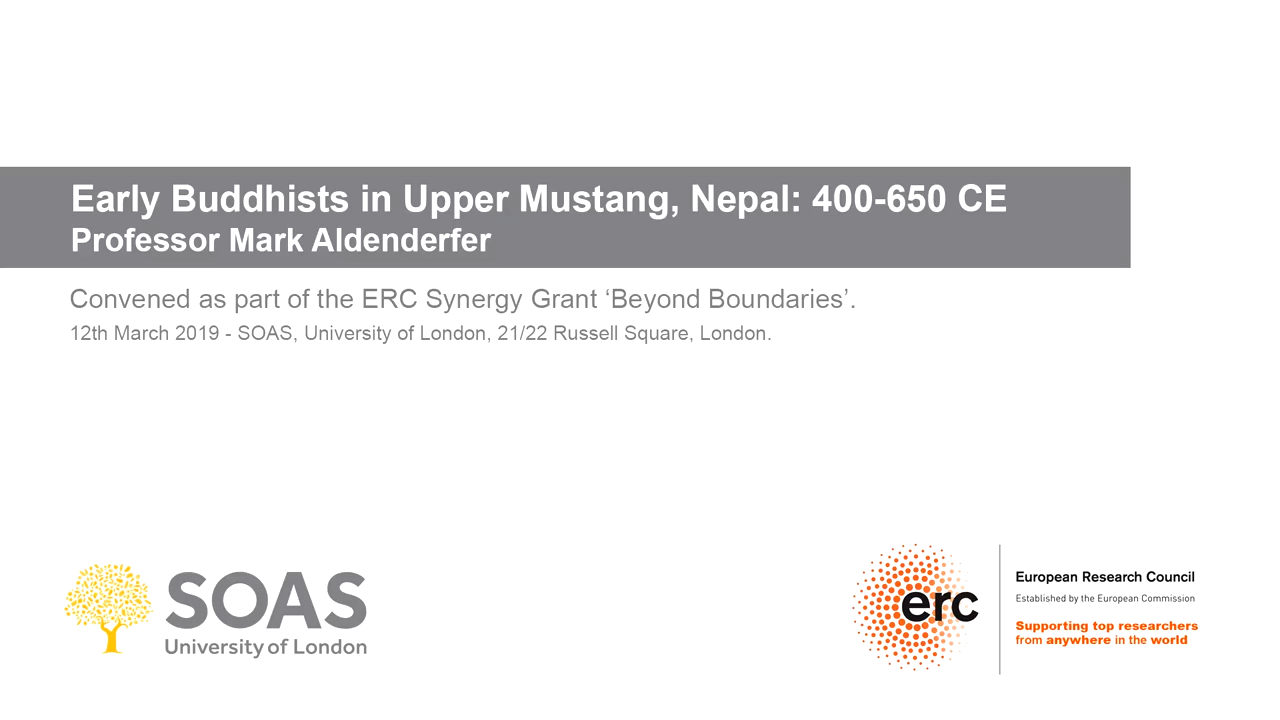 Early Buddhists in Upper Mustang, Nepal: 400-650 CE
Professor Mark Aldenderfer
Convened as part of the ERC Synergy Grant ‘Beyond Boundaries’.
12th March 2019 - SOAS, University of London, 21/22 Russell Square, London.
SOAS
University of London
erc
European Research Council
Established by the European Commission
Supporting top researchers
from anywhere in the world